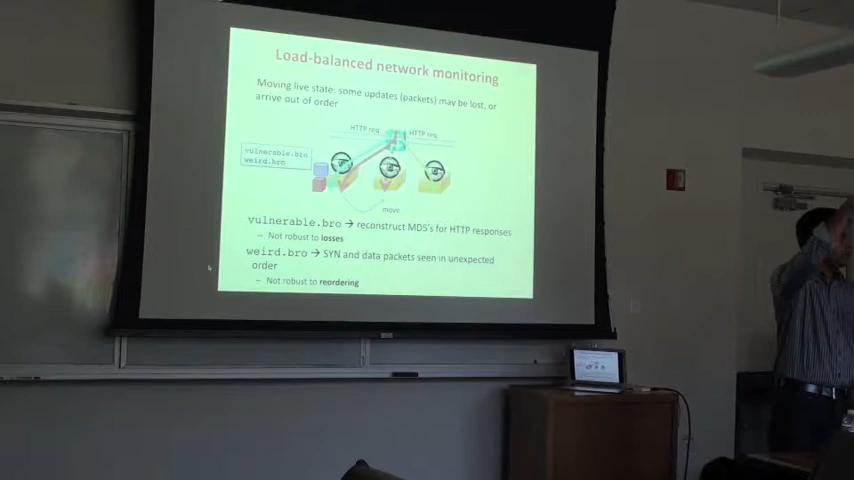 Load-balanced network monitoring
Moving live state: some updates (packets) may be lost, or
arrive out of order
HTTP req HTTP req
vulnerable.bro
weird.bro
move
vulnerable.bro → reconstruct MD5's for HTTP responses
– Not robust to losses
weird.bro → SYN and data packets seen in unexpected
order
– Not robust to reordering